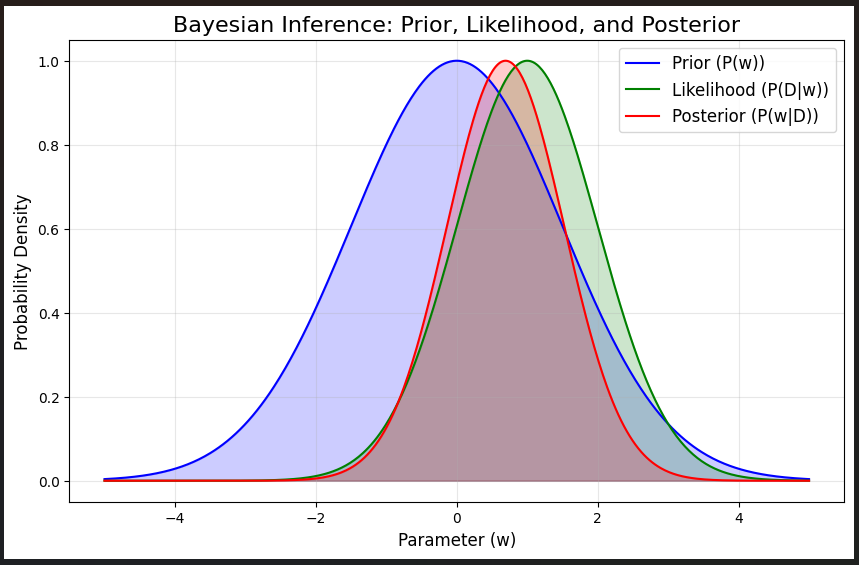 Bayesian Inference: Prior, Likelihood, and Posterior
Prior (P(w))
Likelihood (P(D|w))
Posterior (P(w|D))
Probability Density
1.0
0.8
0.6
0.4
0.2
0.0
−4
−2
0
2
4
Parameter (w)